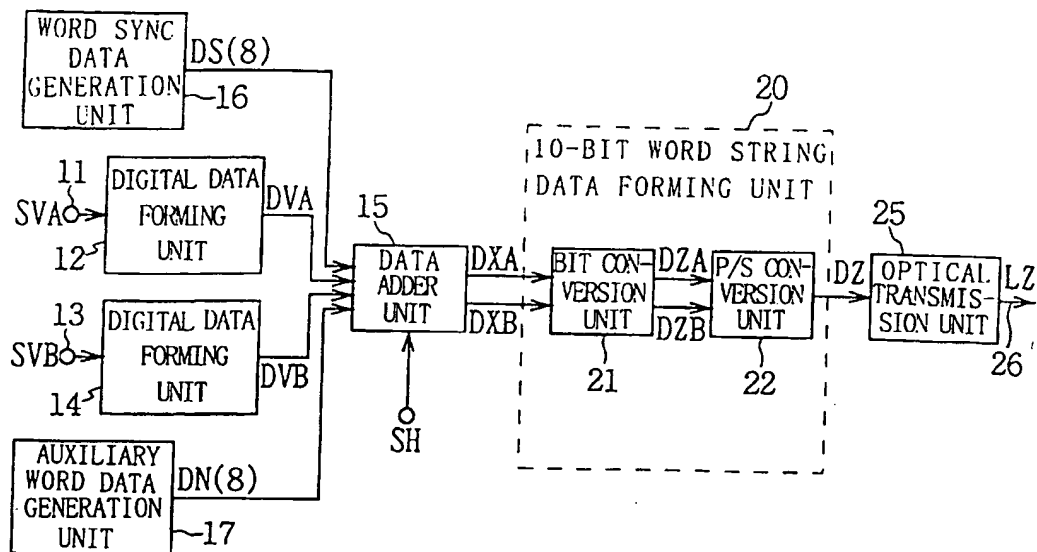 WORD SYNC
DATA
GENERATION
UNIT
DS(8)
16
11
SVA
DIGITAL DATA
FORMING
UNIT
12
DVA
13
SVB
DIGITAL DATA
FORMING
UNIT
14
DVB
AUXILIARY
WORD DATA
GENERATION
UNIT
DN(8)
17
15
DATA
ADDER
UNIT
SH
DXA
DXB
20
10-BIT WORD STRING
DATA FORMING UNIT
BIT CON-
VERSION
UNIT
21
DZA
DZB
P/S CON-
VERSION
UNIT
22
DZ
25
OPTICAL
TRANSMIS-
SION UNIT
LZ
26